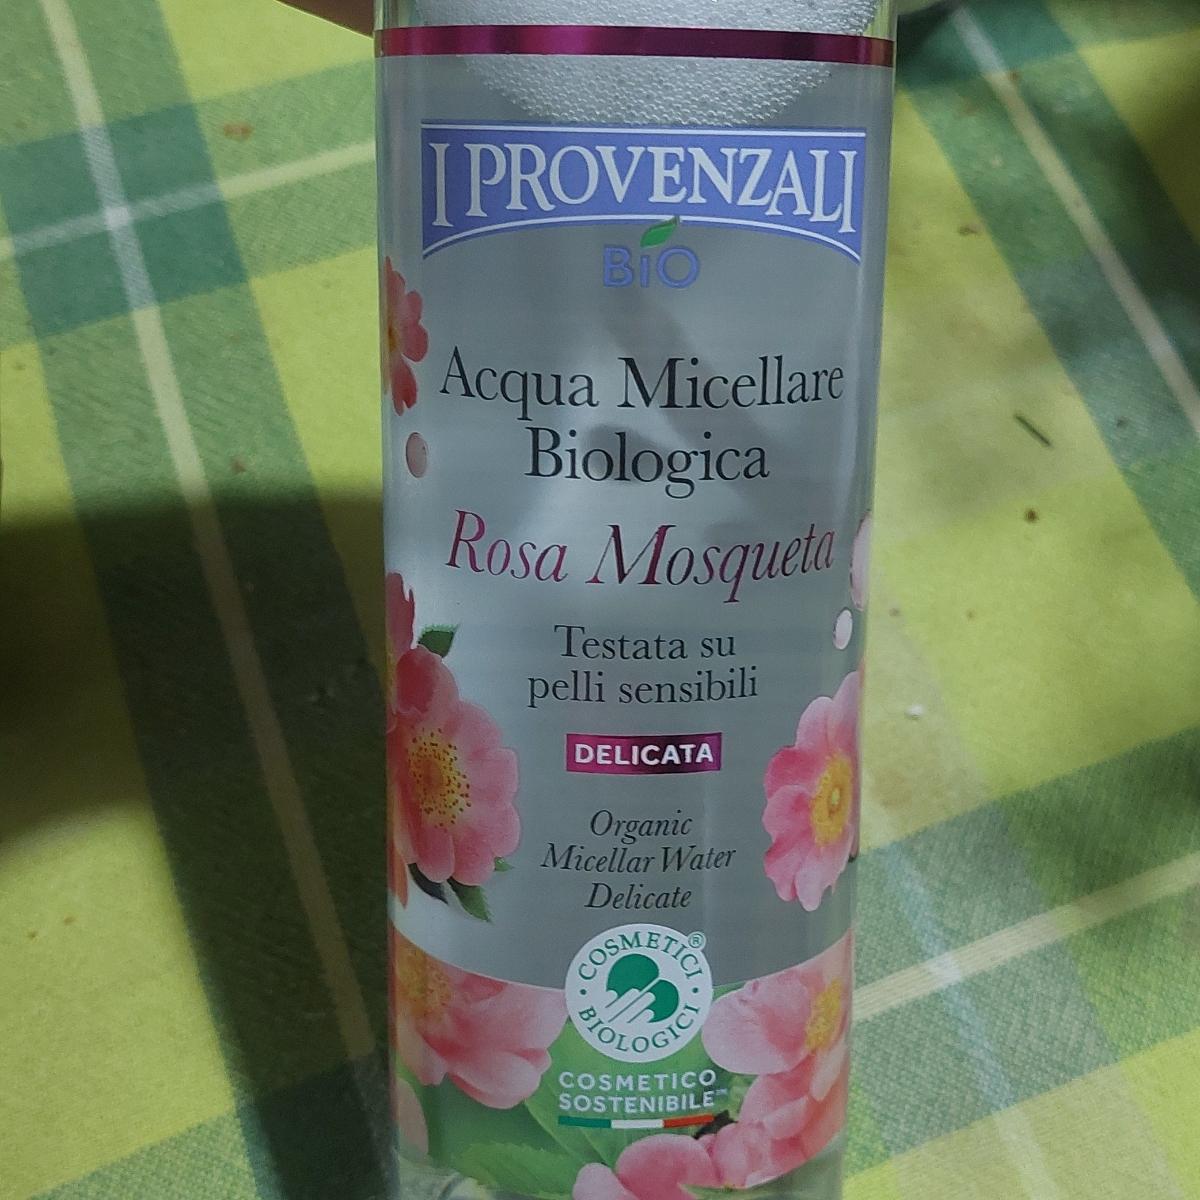 I PROVENZALI
BiO
Acqua Micellare
Biologica
Rosa Mosqueta
Testata su
pelli sensibili
DELICATA
Organic
Micellar Water
Delicate
COSMETICI ®
BIOLOGICI
COSMETICO
SOSTENIBILE™